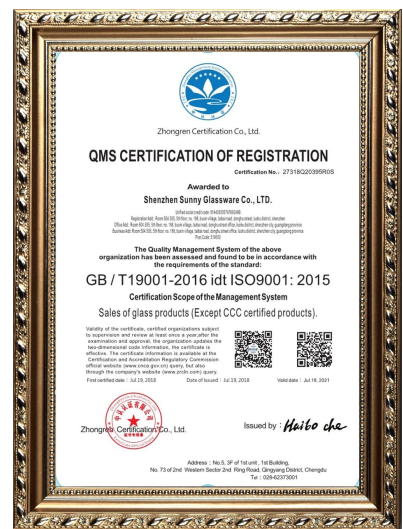 Zhongren Certification Co., Ltd.
QMS CERTIFICATION OF REGISTRATION
Certification No.: 27318Q20395R0S
Awarded to
Shenzhen Sunny Glassware Co., LTD.
The Quality Management System of the above
organization has been assessed and found to be in accordance with
the requirements of the standard:
GB / T19001-2016 idt ISO9001: 2015
Certification Scope of the Management System
Sales of glass products (Except CCC certified products).
Validity of the certificate, certified organizations subject
to supervision and review at least once a year,after the
examination and approval, the organization updates the
two-dimensional code information, the certificate is
effective. The certificate information is available at the
Certification and Accreditation Regulatory Commission
official website (www.cnca.gov.cn) query, but also
through the company's website (www.zrcln.com) query.
First certified date : Jul.19, 2018 Date of Issued : Jul.19, 2018 Valid date : Jul.18, 2021
Zhongren Certification Co., Ltd.
Issued by : Haibo che
Address : No.5, 3F of 1st unit , 1st Building,
No. 73 of 2nd Western Sector 2nd Ring Road, Qingyang District, Chengdu
Tel : 028-62373001